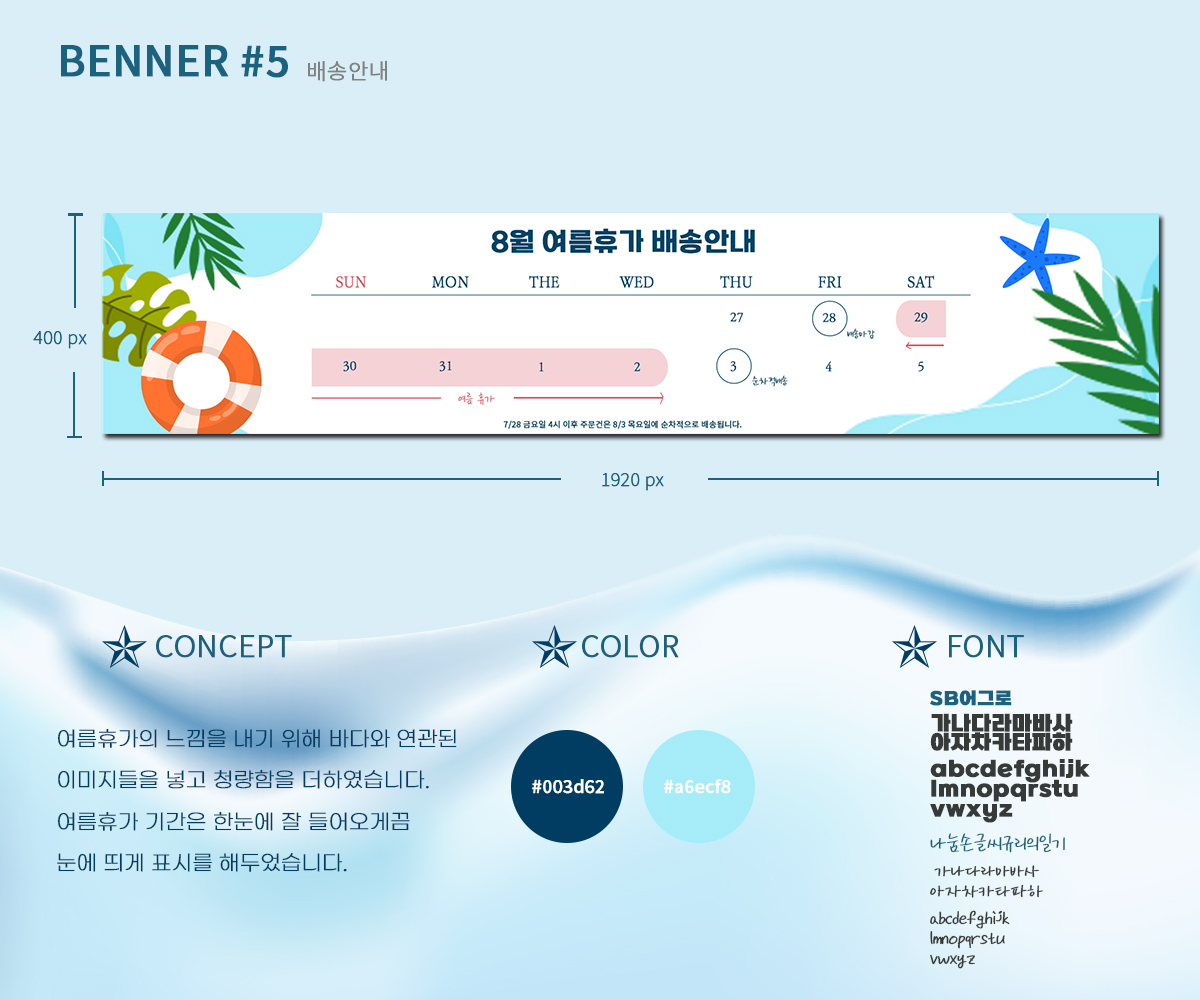 BENNER #5 배송안내
8월 여름휴가 배송안내
SUN MON THE WED THU FRI SAT
27 28 29
배송마감
30 31 1 2 3 4 5
순차적배송
여름 휴가
7/28 금요일 4시 이후 주문건은 8/3 목요일에 순차적으로 배송됩니다.
400 px
1920 px
CONCEPT
여름휴가의 느낌을 내기 위해 바다와 연관된
이미지들을 넣고 청량함을 더하였습니다.
여름휴가 기간은 한눈에 잘 들어오게끔
눈에 띄게 표시를 해두었습니다.
COLOR
#003d62 #a6ecf8
FONT
SB어그로
가나다라마바사
아자차카타파하
abcdefghijk
lmnopqrstu
vwxyz
나눔손글씨규리의일기
가나다라마바사
아자차카타파하
abcdefghijk
lmnopqrstu
vwxyz